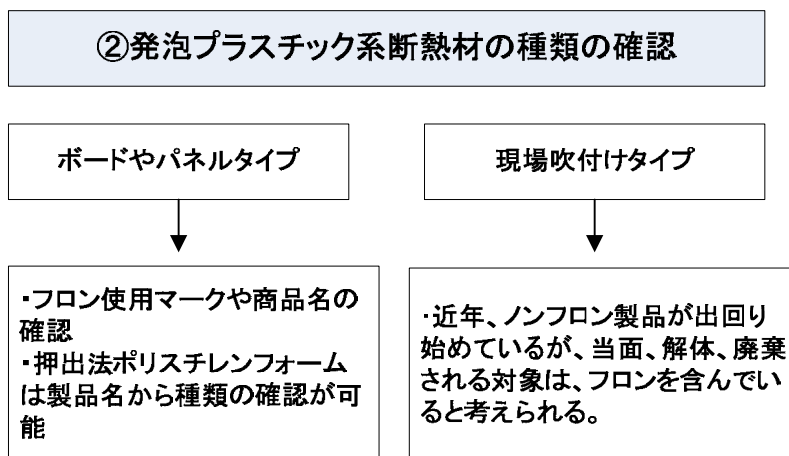 ②発泡プラスチック系断熱材の種類の確認
ボードやパネルタイプ
現場吹付けタイプ
・フロン使用マークや商品名の
確認
・押出法ポリスチレンフォーム
は製品名から種類の確認が可
能
・近年、ノンフロン製品が出回り
始めているが、当面、解体、廃棄
される対象は、フロンを含んでい
ると考えられる。